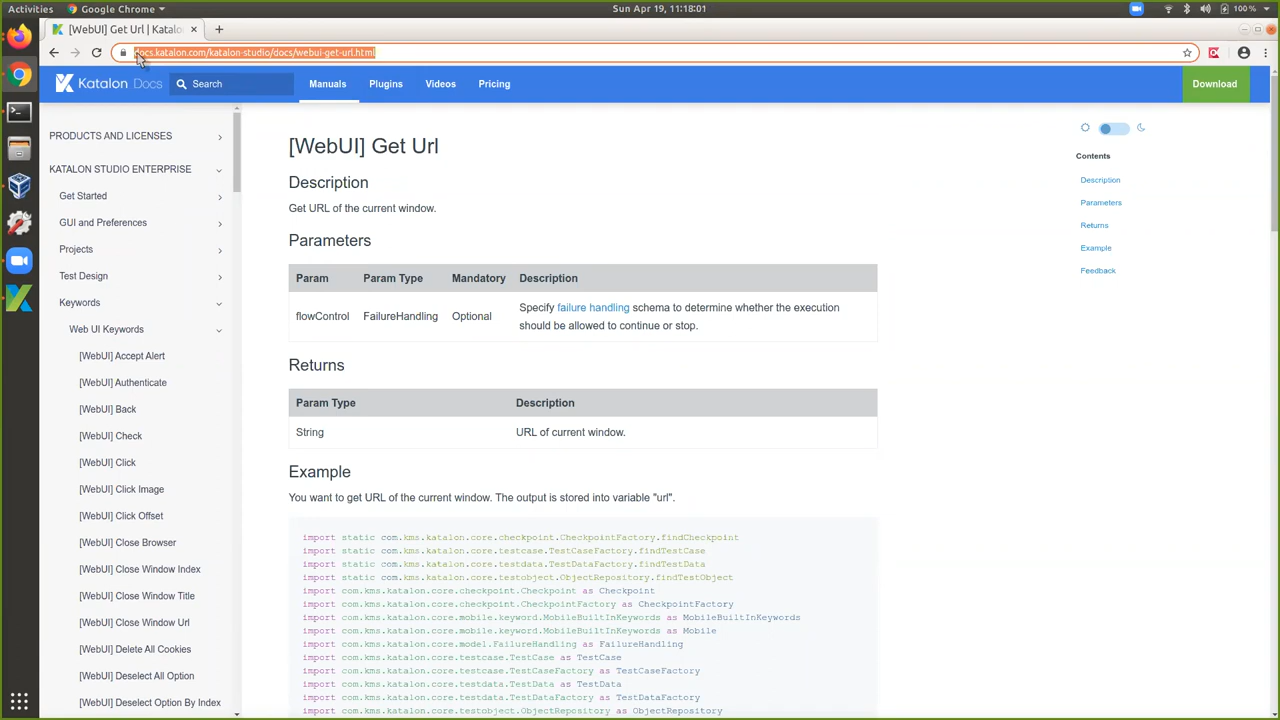 Activities
Google Chrome
Sun Apr 19, 11:18:01
100%
[WebUI] Get Url | Katalo
docs.katalon.com/katalon-studio/docs/webui-get-url.html
Katalon Docs
Search
Manuals
Plugins
Videos
Pricing
Download
PRODUCTS AND LICENSES
KATALON STUDIO ENTERPRISE
Get Started
GUI and Preferences
Projects
Test Design
Keywords
Web UI Keywords
[WebUI] Accept Alert
[WebUI] Authenticate
[WebUI] Back
[WebUI] Check
[WebUI] Click
[WebUI] Click Image
[WebUI] Click Offset
[WebUI] Close Browser
[WebUI] Close Window Index
[WebUI] Close Window Title
[WebUI] Close Window Url
[WebUI] Delete All Cookies
[WebUI] Deselect All Option
[WebUI] Deselect Option By Index
[WebUI] Get Url
Description
Get URL of the current window.
Parameters
Param Param Type Mandatory Description
flowControl FailureHandling Optional Specify failure handling schema to determine whether the execution
should be allowed to continue or stop.
Returns
Param Type Description
String URL of current window.
Example
You want to get URL of the current window. The output is stored into variable "url".
import static com.kms.katalon.core.checkpoint.CheckpointFactory.findCheckpoint
import static com.kms.katalon.core.testcase.TestCaseFactory.findTestCase
import static com.kms.katalon.core.testdata.TestDataFactory.findTestData
import static com.kms.katalon.core.testobject.ObjectRepository.findTestObject
import com.kms.katalon.core.checkpoint.Checkpoint as Checkpoint
import com.kms.katalon.core.checkpoint.CheckpointFactory as CheckpointFactory
import com.kms.katalon.core.mobile.keyword.MobileBuiltInKeywords as MobileBuiltInKeywords
import com.kms.katalon.core.mobile.keyword.MobileBuiltInKeywords as Mobile
import com.kms.katalon.core.model.FailureHandling as FailureHandling
import com.kms.katalon.core.testcase.TestCase as TestCase
import com.kms.katalon.core.testcase.TestCaseFactory as TestCaseFactory
import com.kms.katalon.core.testdata.TestData as TestData
import com.kms.katalon.core.testdata.TestDataFactory as TestDataFactory
import com.kms.katalon.core.testobject.ObjectRepository as ObjectRepository
Contents
Description
Parameters
Returns
Example
Feedback